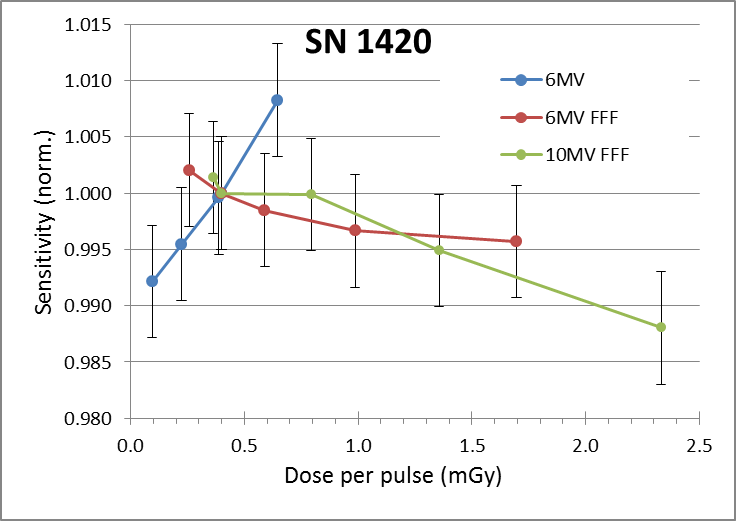 SN 1420
1.015
1.010
1.005
1.000
0.995
0.990
0.985
0.980
Sensitivity (norm.)
6MV
6MV FFF
10MV FFF
0.0
0.5
1.0
1.5
2.0
2.5
Dose per pulse (mGy)